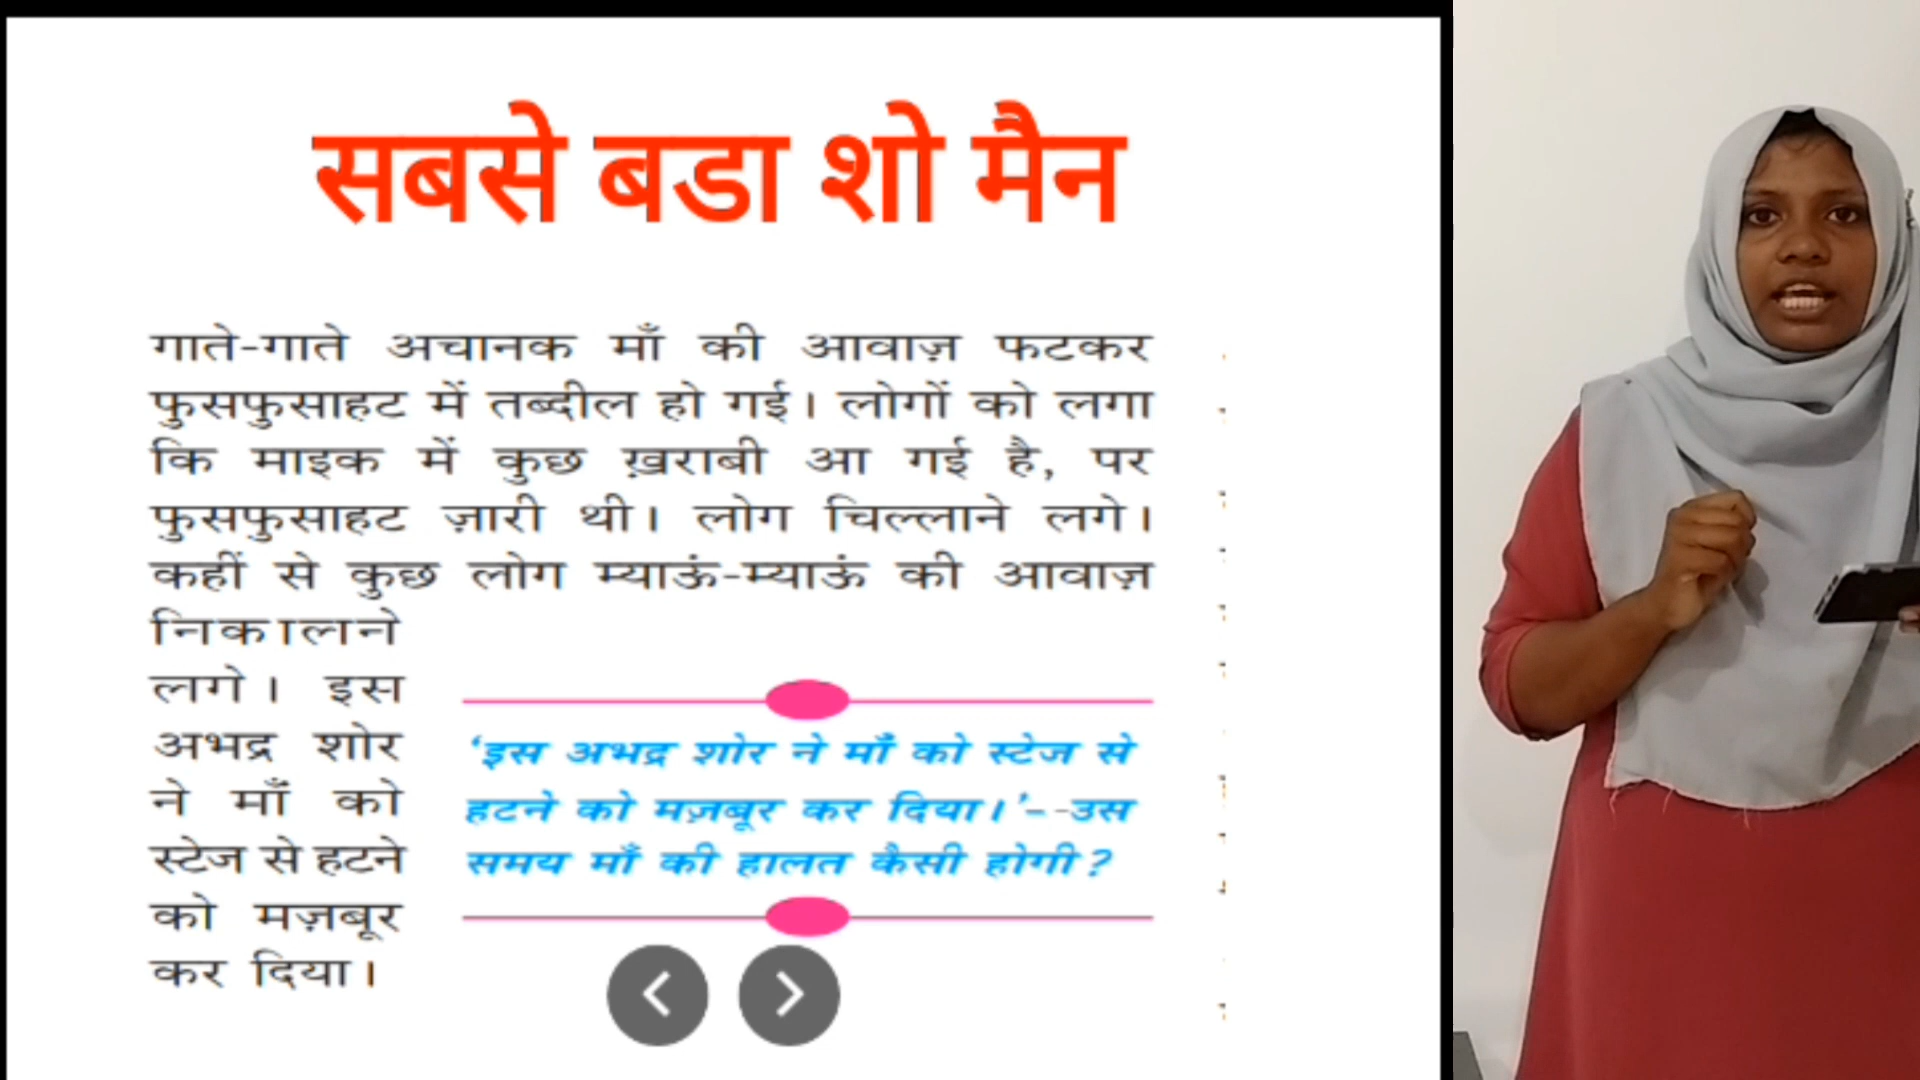 सबसे बडा शो मैन
गाते-गाते अचानक माँ की आवाज़ फटकर
फुसफुसाहट में तब्दील हो गई। लोगों को लगा
कि माइक में कुछ ख़राबी आ गई है, पर
फुसफुसाहट ज़ारी थी। लोग चिल्लाने लगे।
कहीं से कुछ लोग म्याऊं-म्याऊं की आवाज़
निकालने
लगे। इस
अभद्र शोर
ने माँ को
स्टेज से हटने
को मज़बूर
कर दिया।
‘इस अभद्र शोर ने माँ को स्टेज से
हटने को मज़बूर कर दिया।’- -उस
समय माँ की हालत कैसी होगी?